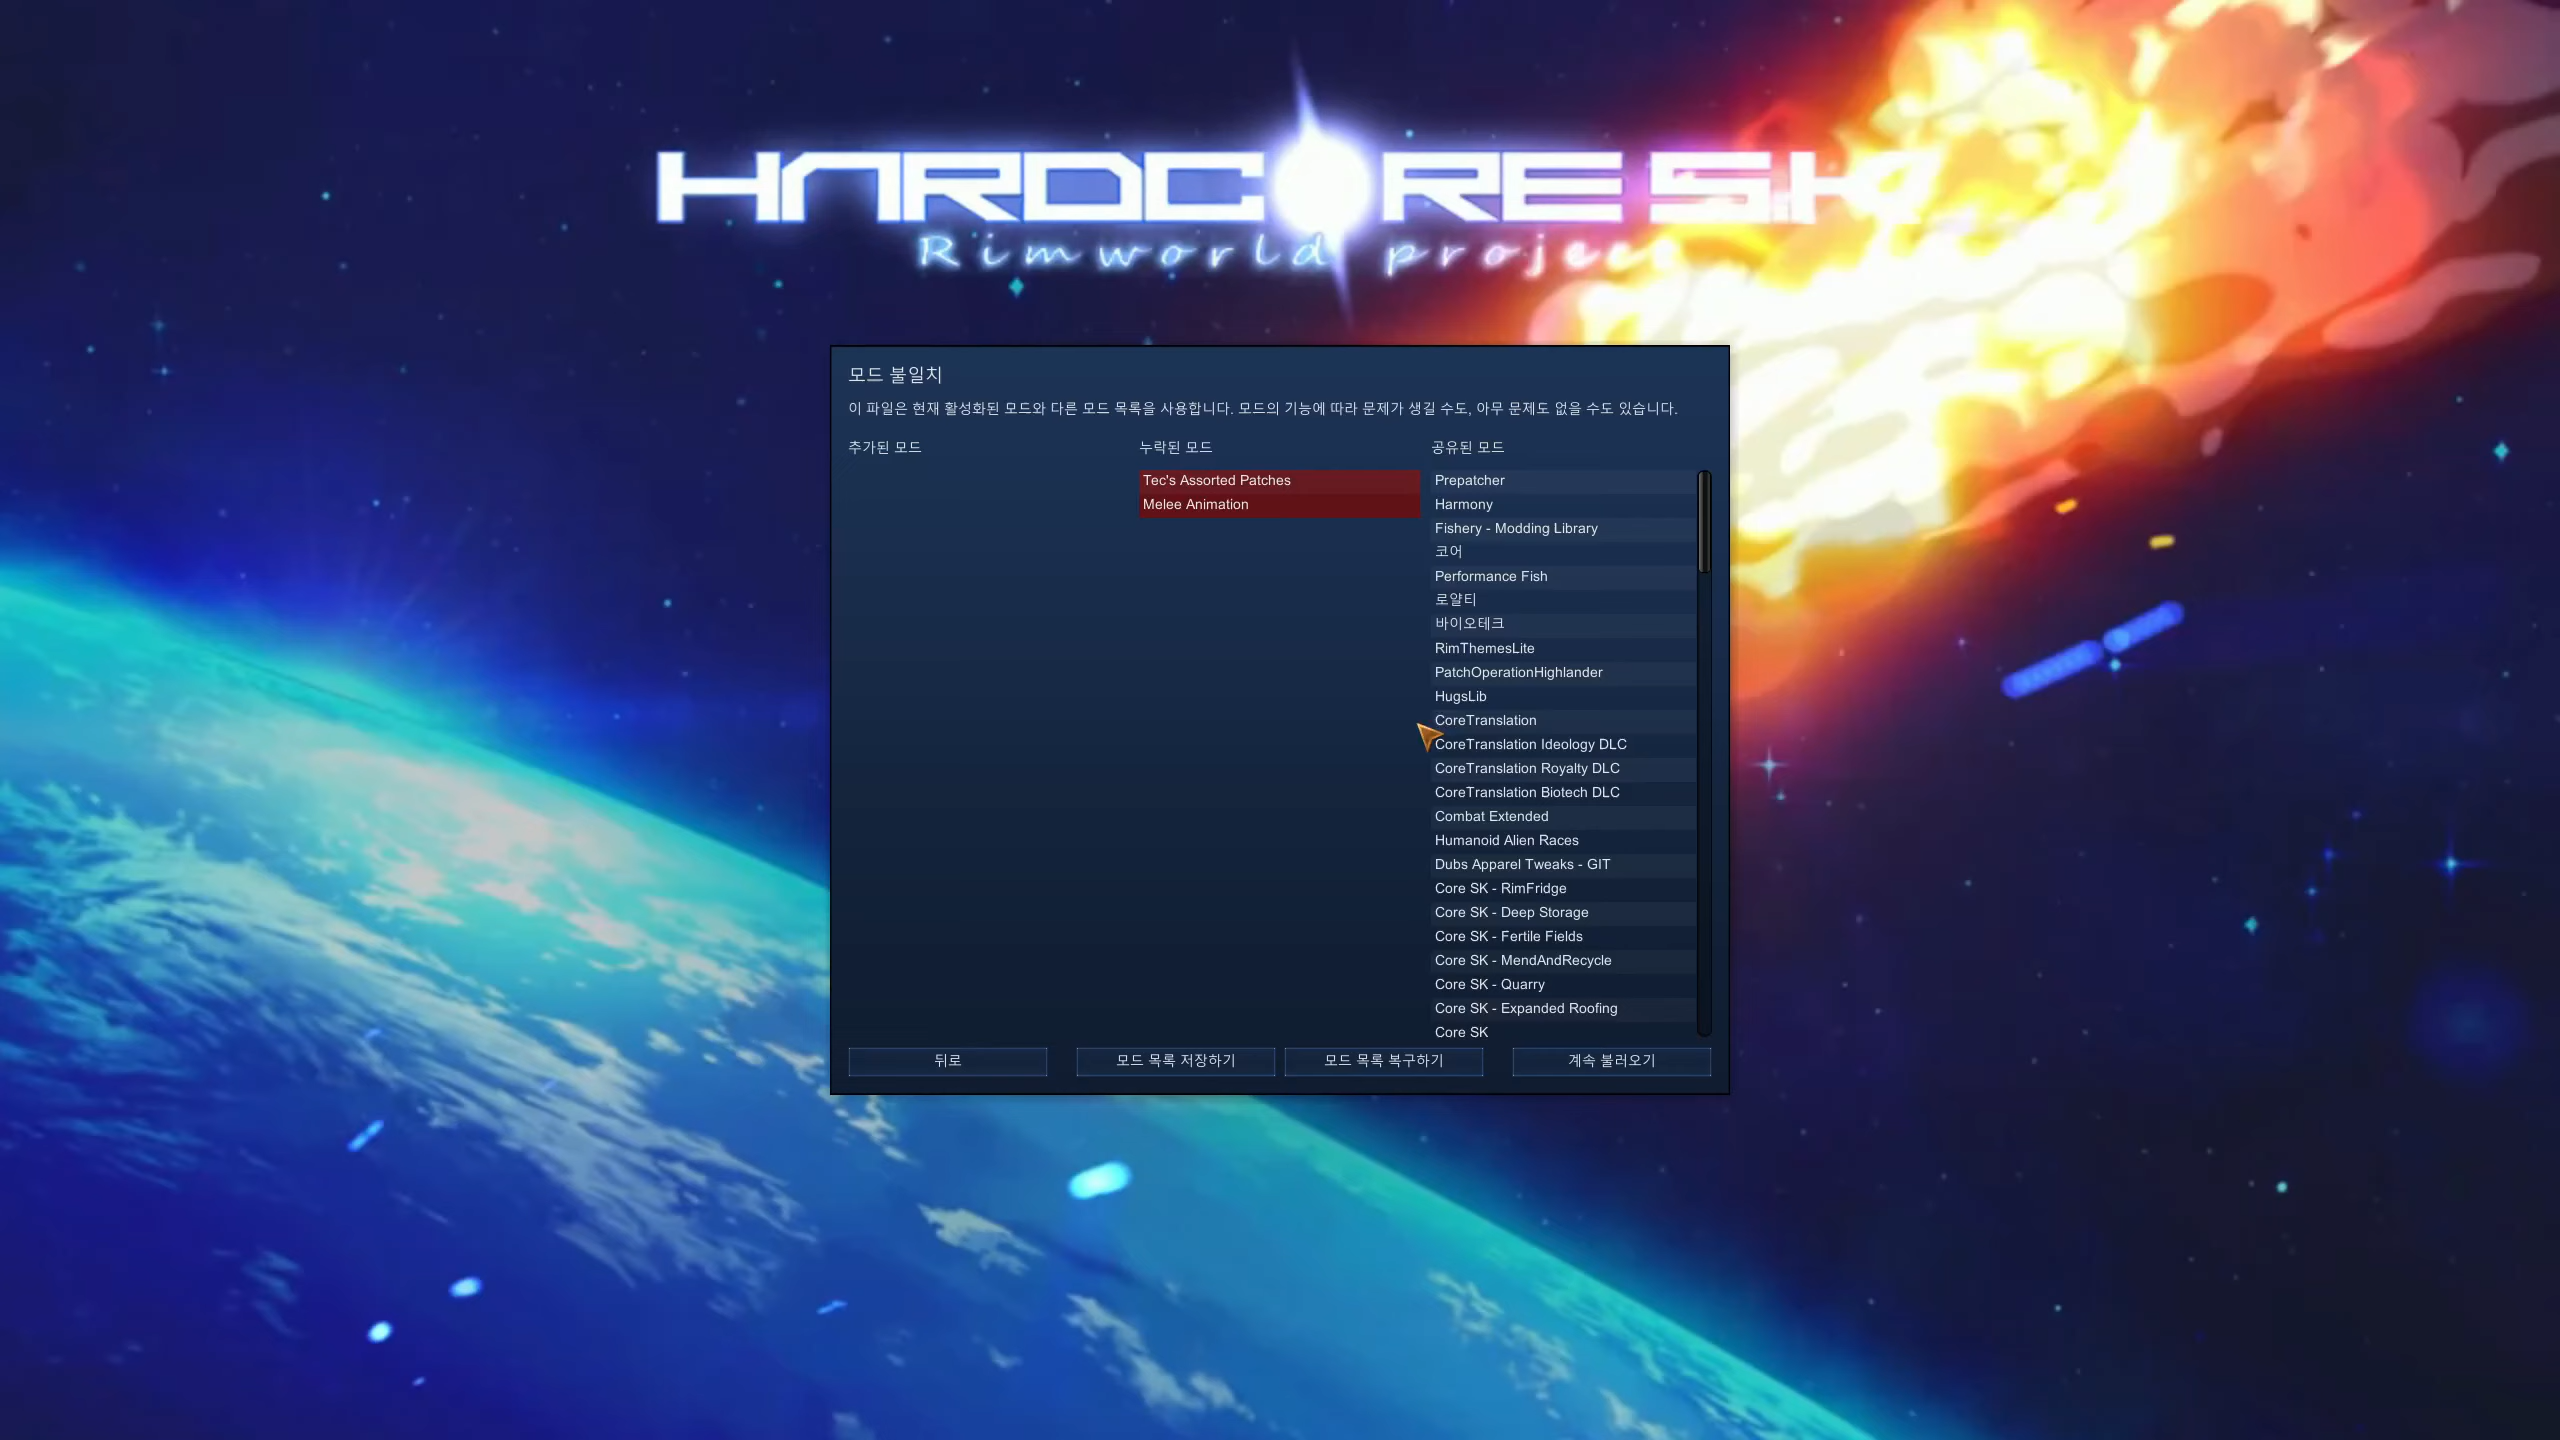 HARDCORE S.K
Rimworld project
모드 불일치
이 파일은 현재 활성화된 모드와 다른 모드 목록을 사용합니다. 모드의 기능에 따라 문제가 생길 수도, 아무 문제도 없을 수도 있습니다.
추가된 모드
누락된 모드
Tec's Assorted Patches
Melee Animation
공유된 모드
Prepatcher
Harmony
Fishery - Modding Library
코어
Performance Fish
로얄티
바이오테크
RimThemesLite
PatchOperationHighlander
HugsLib
CoreTranslation
CoreTranslation Ideology DLC
CoreTranslation Royalty DLC
CoreTranslation Biotech DLC
Combat Extended
Humanoid Alien Races
Dubs Apparel Tweaks - GIT
Core SK - RimFridge
Core SK - Deep Storage
Core SK - Fertile Fields
Core SK - MendAndRecycle
Core SK - Quarry
Core SK - Expanded Roofing
Core SK
뒤로
모드 목록 저장하기
모드 목록 복구하기
계속 불러오기